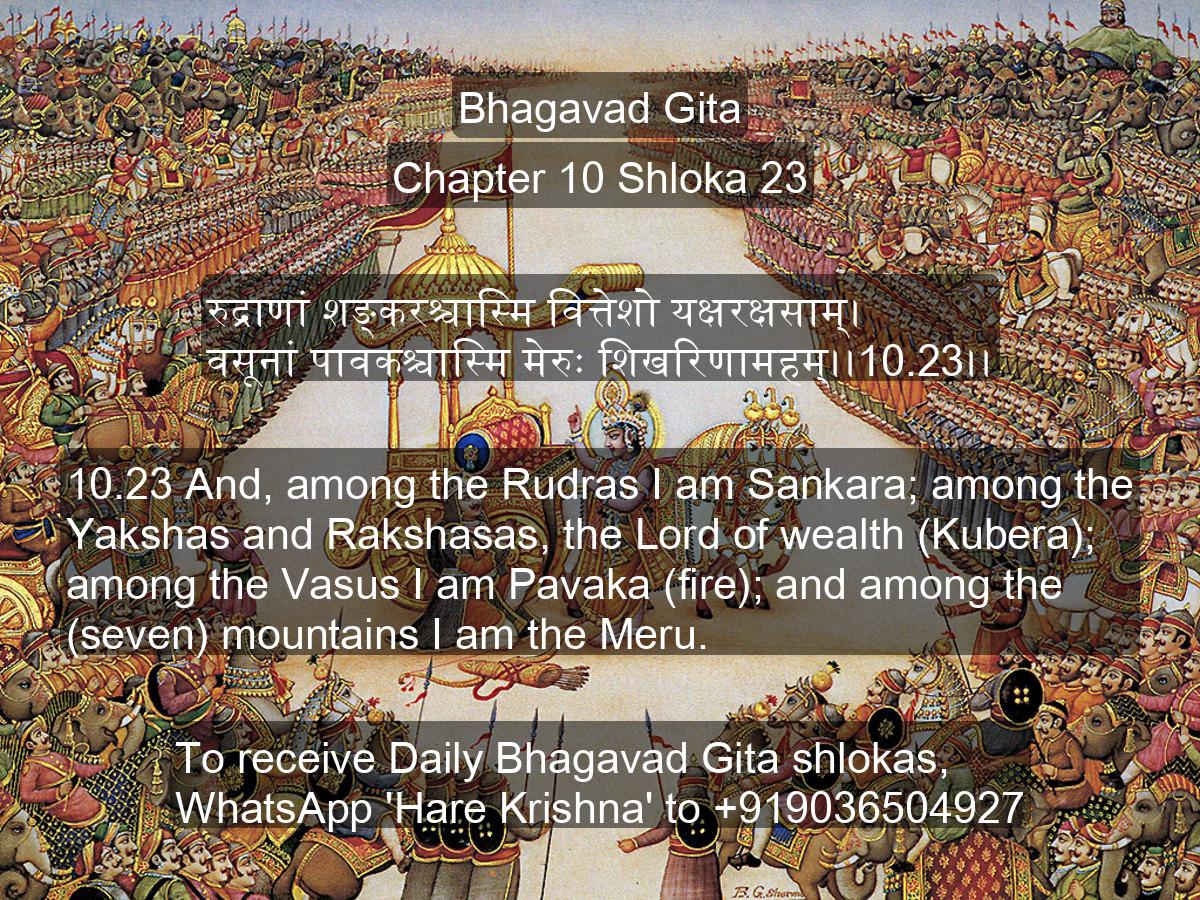 Bhagavad Gita
Chapter 10 Shloka 23
रुद्राणां शङ्करश्चास्मि वित्तेशो यक्षरक्षसाम्।
वसूनां पावकश्चास्मि मेरुः शिखरिणामहम्।।10.23।।
10.23 And, among the Rudras I am Sankara; among the
Yakshas and Rakshasas, the Lord of wealth (Kubera);
among the Vasus I am Pavaka (fire); and among the
(seven) mountains I am the Meru.
To receive Daily Bhagavad Gita shlokas,
WhatsApp 'Hare Krishna' to +919036504927
B.G. Sharma